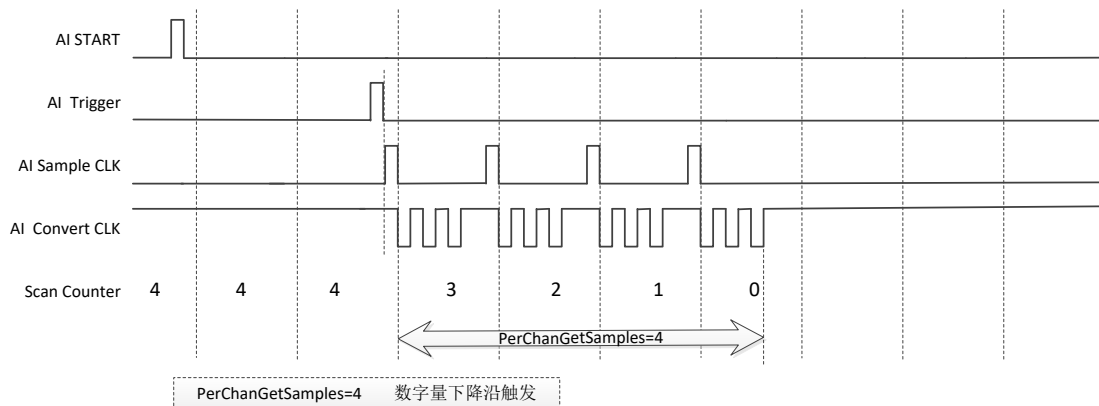 AI START
AI Trigger
AI Sample CLK
AI Convert CLK
Scan Counter 4 4 4 3 2 1 0
PerChanGetSamples=4
PerChanGetSamples=4 数字量下降沿触发